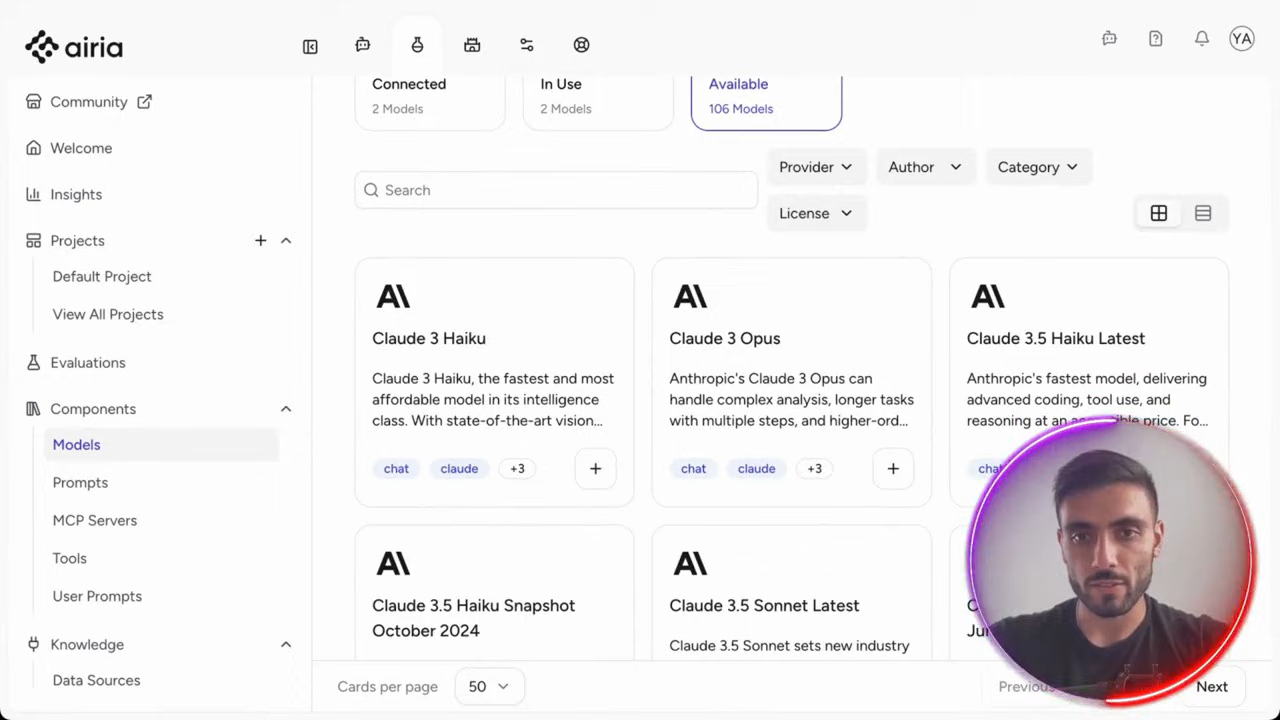 airia
YA
Community
Welcome
Insights
Projects
Default Project
View All Projects
Evaluations
Components
Models
Prompts
MCP Servers
Tools
User Prompts
Knowledge
Data Sources
Connected
2 Models
In Use
2 Models
Available
106 Models
Search
Provider
Author
Category
License
Claude 3 Haiku
Claude 3 Haiku, the fastest and most
affordable model in its intelligence
class. With state-of-the-art vision...
chat
claude
+3
Claude 3 Opus
Anthropic's Claude 3 Opus can
handle complex analysis, longer tasks
with multiple steps, and higher-ord...
chat
claude
+3
Claude 3.5 Haiku Latest
Anthropic's fastest model, delivering
advanced coding, tool use, and
reasoning at an accessible price. Fo...
Claude 3.5 Haiku Snapshot
October 2024
Claude 3.5 Sonnet Latest
Claude 3.5 Sonnet sets new industry
Cards per page
50
Previous
Next